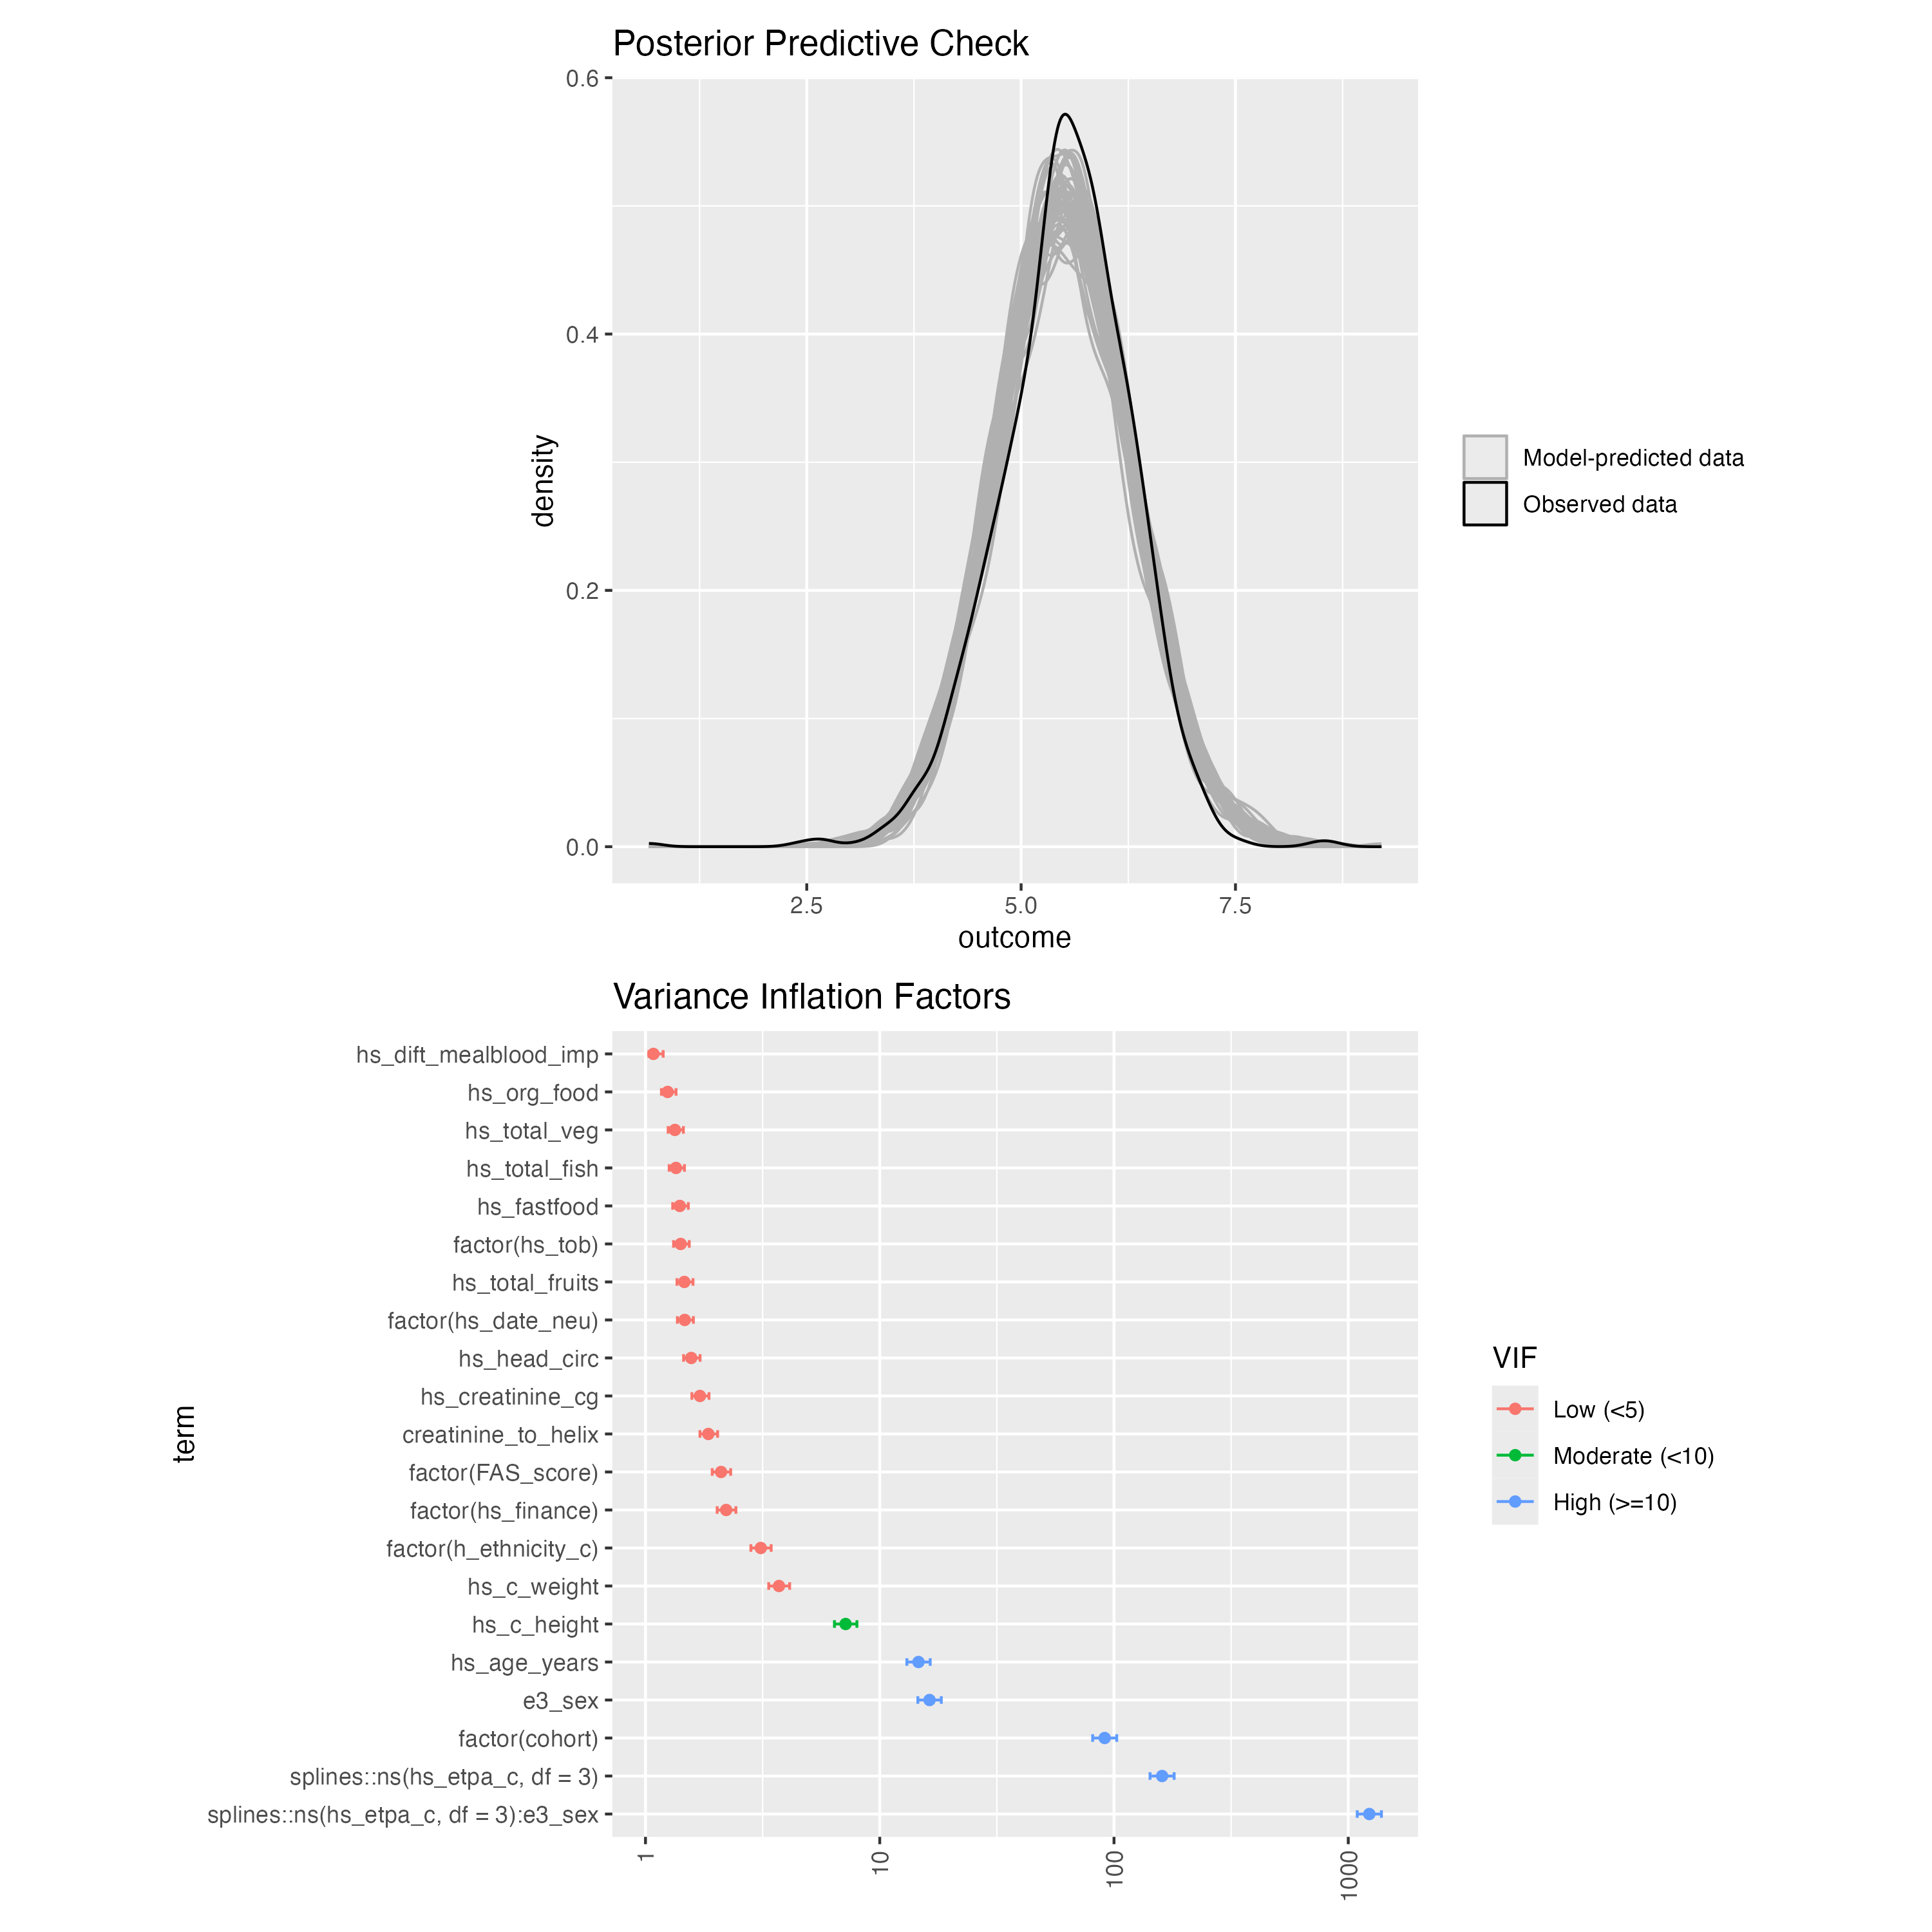 Posterior Predictive Check
0.6
0.4
0.2
0.0
density
2.5
5.0
7.5
outcome
Model-predicted data
Observed data
Variance Inflation Factors
term
hs_dift_mealblood_imp
hs_org_food
hs_total_veg
hs_total_fish
hs_fastfood
factor(hs_tob)
hs_total_fruits
factor(hs_date_neu)
hs_head_circ
hs_creatinine_cg
creatinine_to_helix
factor(FAS_score)
factor(hs_finance)
factor(h_ethnicity_c)
hs_c_weight
hs_c_height
hs_age_years
e3_sex
factor(cohort)
splines::ns(hs_etpa_c, df = 3)
splines::ns(hs_etpa_c, df = 3):e3_sex
1
10
100
1000
VIF
Low (<5)
Moderate (<10)
High (>=10)